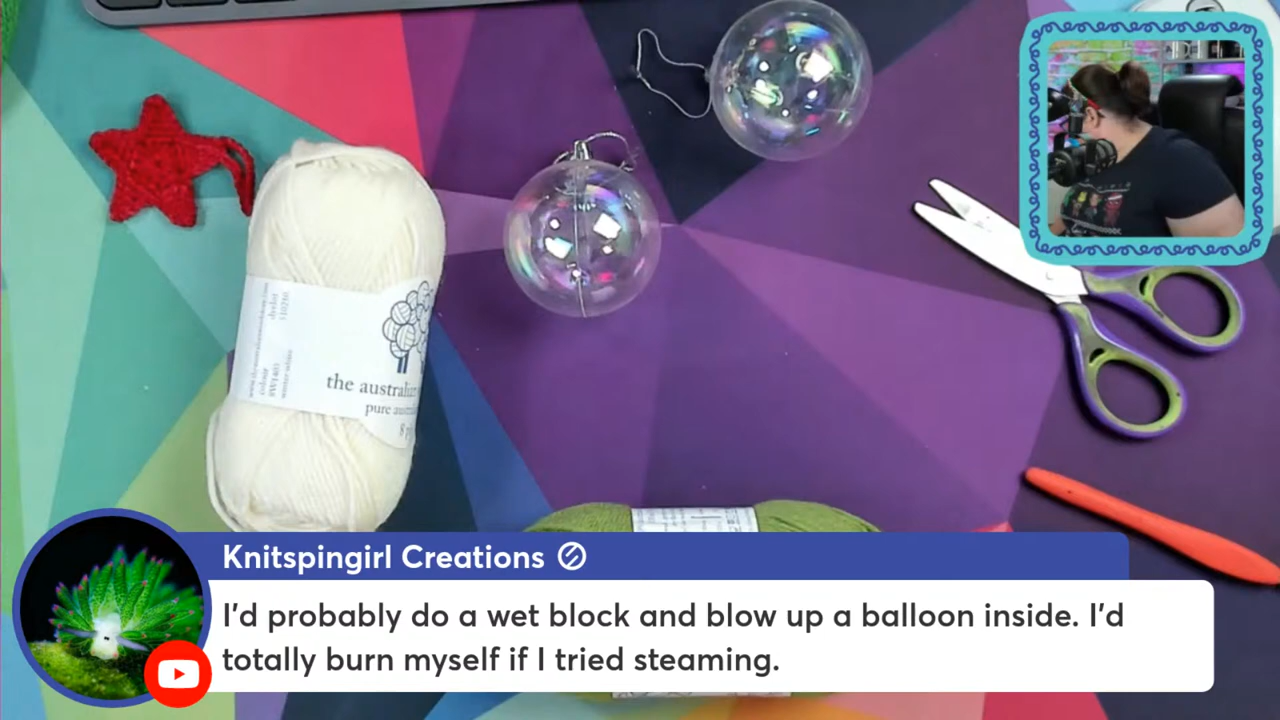 the australian
pure
8
Knitspingirl Creations
I'd probably do a wet block and blow up a balloon inside. I'd
totally burn myself if I tried steaming.